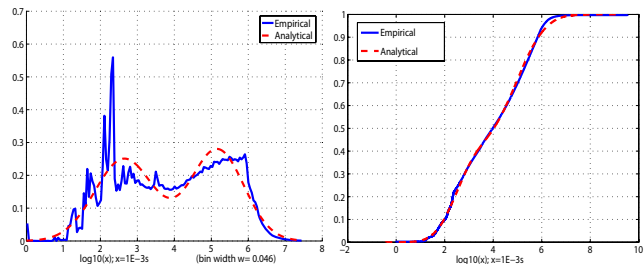 0.7
0.6
0.5
0.4
0.3
0.2
0.1
0
0 1 2 3 4 5 6 7 8
log10(x); x=1E−3s (bin width w= 0.046)
Empirical
Analytical
1
0.9
0.8
0.7
0.6
0.5
0.4
0.3
0.2
0.1
0
−2 0 2 4 6 8 10
log10(x); x=1E−3s
Empirical
Analytical